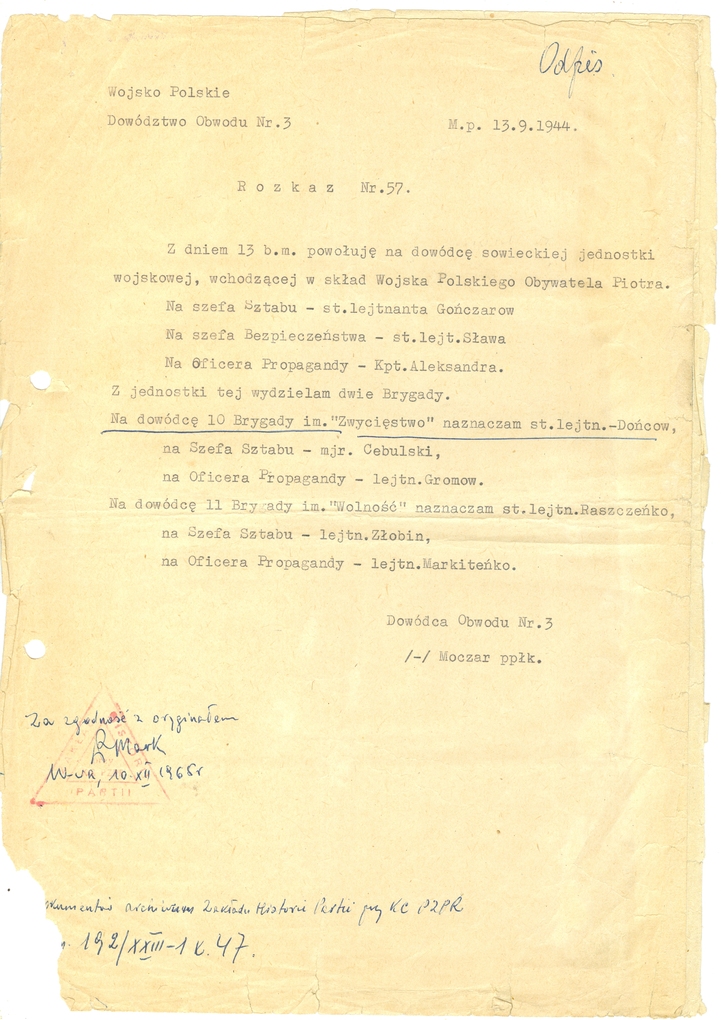 Odpis
Wojsko Polskie
Dowództwo Obwodu Nr.3
M.p. 13.9.1944.
Rozkaz Nr.57.
Z dniem 13 b.m. powołuję na dowódcę sowieckiej jednostki
wojskowej, wchodzącej w skład Wojska Polskiego Obywatela Piotra.
Na szefa Sztabu - st.lejtnanta Gończarow
Na szefa Bezpieczeństwa - st.lejt.Sława
Na Oficera Propagandy - Kpt.Aleksandra.
Z jednostki tej wydzielam dwie Brygady.
Na dowódcę 10 Brygady im."Zwycięstwo" naznaczam st.lejtn.-Dońcow,
na Szefa Sztabu - mjr. Cebulski,
na Oficera Propagandy - lejtn.Gromow.
Na dowódcę 11 Brygady im."Wolność" naznaczam st.lejtn.Raszczeńko,
na Szefa Sztabu - lejtn.Złobin,
na Oficera Propagandy - lejtn.Markiteńko.
Dowódca Obwodu Nr.3
/-/ Moczar ppłk.
Za zgodność z oryginałem
Mark
W-wa, 10 XII 1965r
PARTII
archiwum Zakładu Historii Partii przy KC PZPR
192/XXIII-1 k. 47.